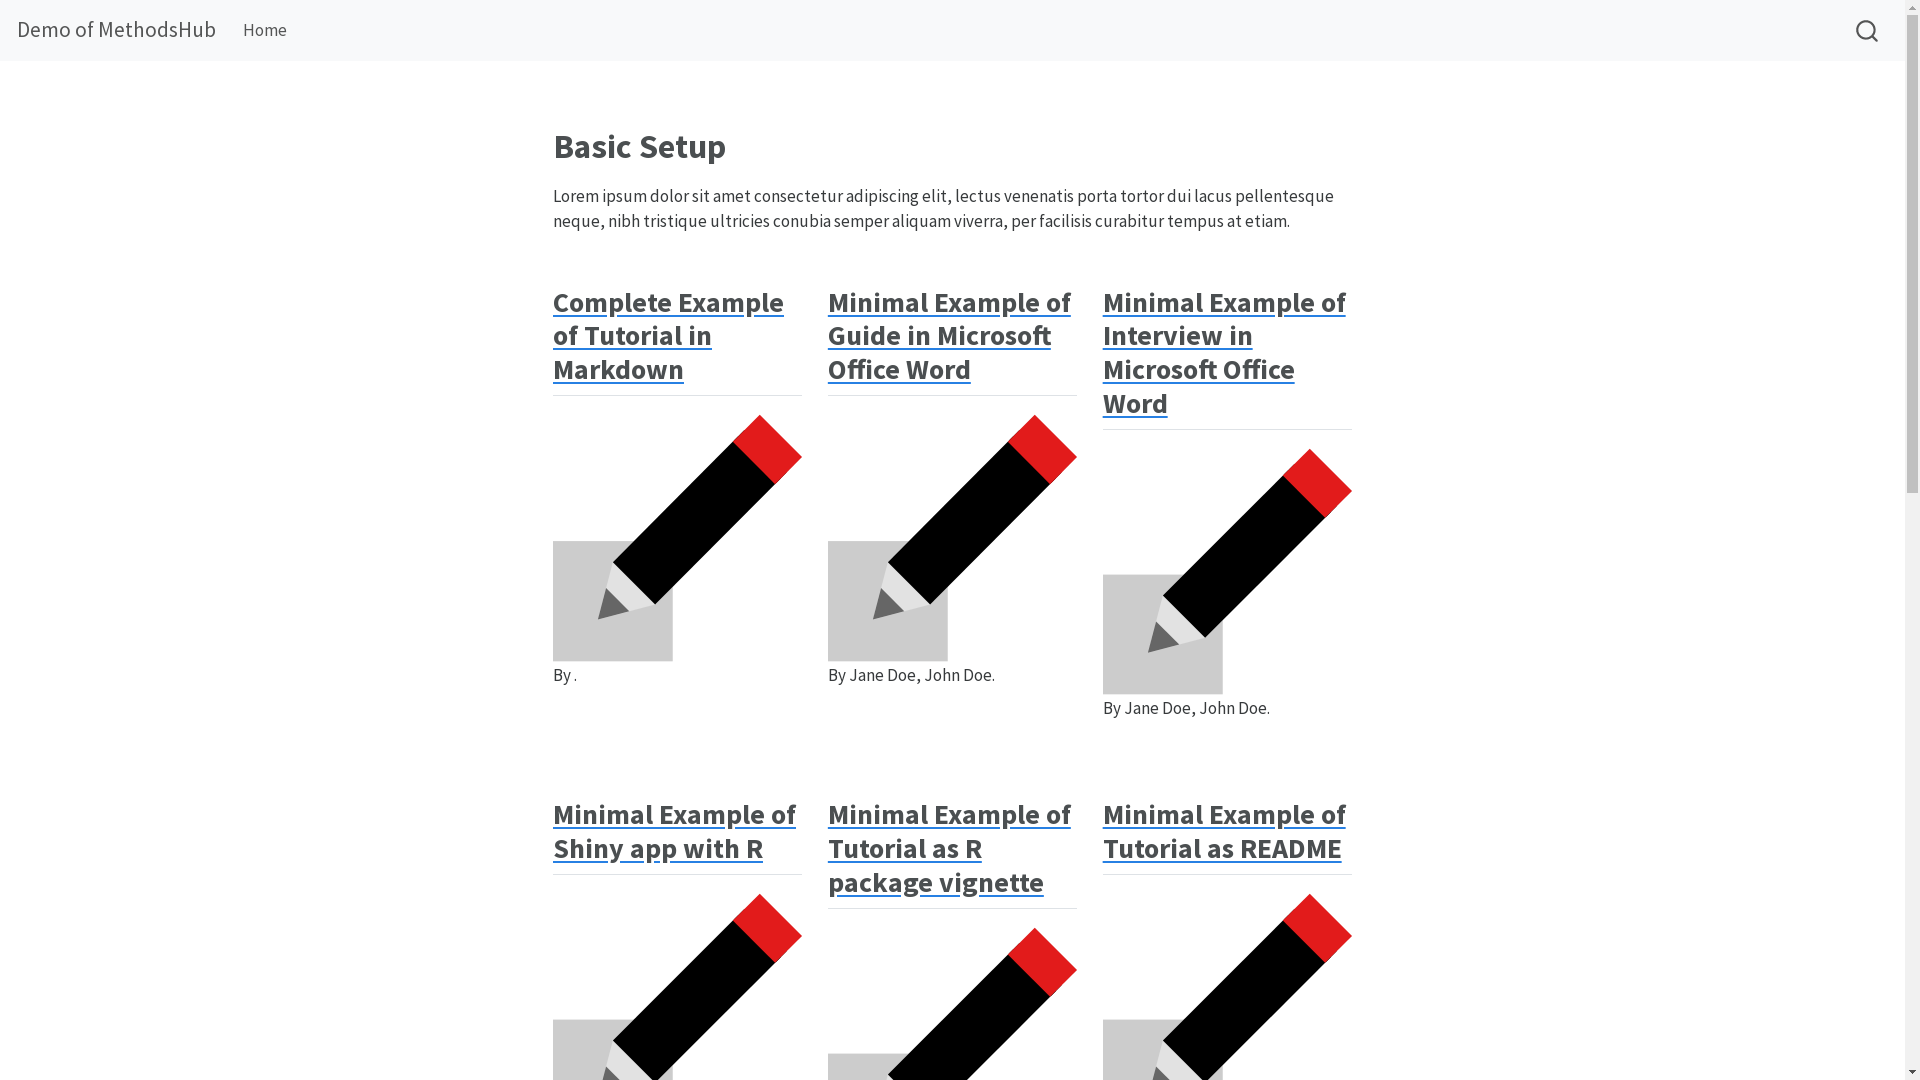 Demo of MethodsHub
Home
Basic Setup
Lorem ipsum dolor sit amet consectetur adipiscing elit, lectus venenatis porta tortor dui lacus pellentesque
neque, nibh tristique ultricies conubia semper aliquam viverra, per facilisis curabitur tempus at etiam.
Complete Example
of Tutorial in
Markdown
By .
Minimal Example of
Guide in Microsoft
Office Word
By Jane Doe, John Doe.
Minimal Example of
Interview in
Microsoft Office
Word
By Jane Doe, John Doe.
Minimal Example of
Shiny app with R
Minimal Example of
Tutorial as R
package vignette
Minimal Example of
Tutorial as README